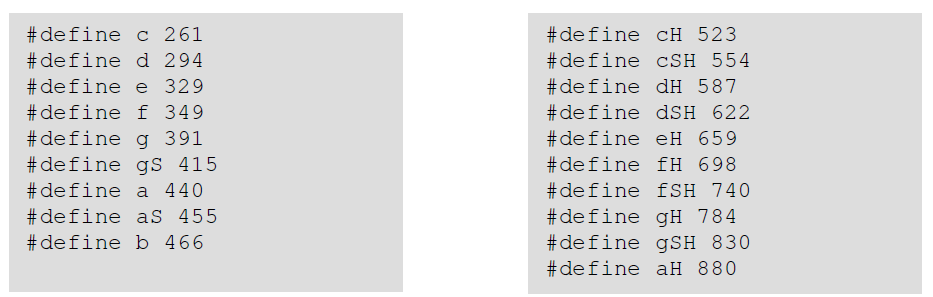 #define c 261
#define d 294
#define e 329
#define f 349
#define g 391
#define gS 415
#define a 440
#define aS 455
#define b 466
#define cH 523
#define cSH 554
#define dH 587
#define dSH 622
#define eH 659
#define fH 698
#define fSH 740
#define gH 784
#define gSH 830
#define aH 880